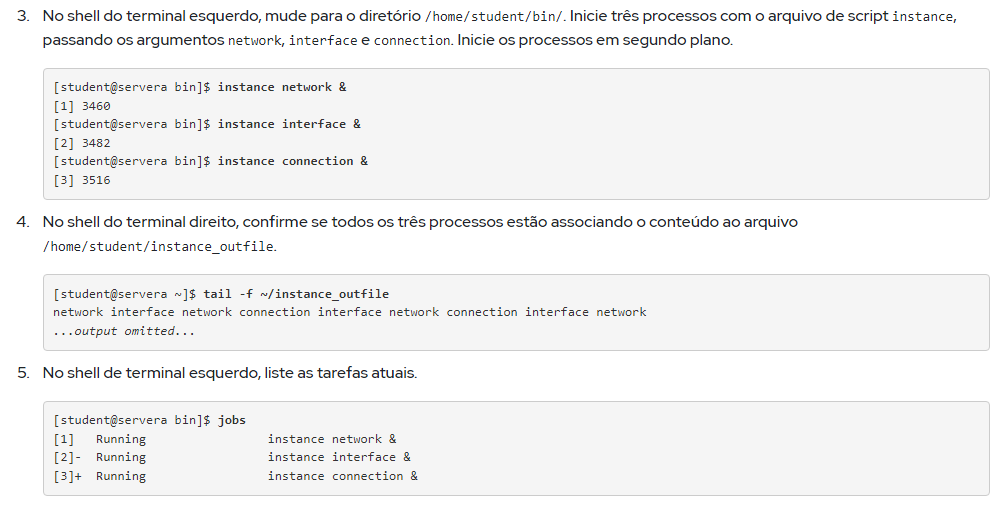 3. No shell do terminal esquerdo, mude para o diretório /home/student/bin/. Inicie três processos com o arquivo de script instance,
passando os argumentos network, interface e connection. Inicie os processos em segundo plano.
[student@servera bin]$ instance network &
[1] 3460
[student@servera bin]$ instance interface &
[2] 3482
[student@servera bin]$ instance connection &
[3] 3516
4. No shell do terminal direito, confirme se todos os três processos estão associando o conteúdo ao arquivo
/home/student/instance_outfile.
[student@servera ~]$ tail -f ~/instance_outfile
network interface network connection interface network connection interface network
...output omitted...
5. No shell de terminal esquerdo, liste as tarefas atuais.
[student@servera bin]$ jobs
[1]   Running                 instance network &
[2]-  Running                 instance interface &
[3]+  Running                 instance connection &